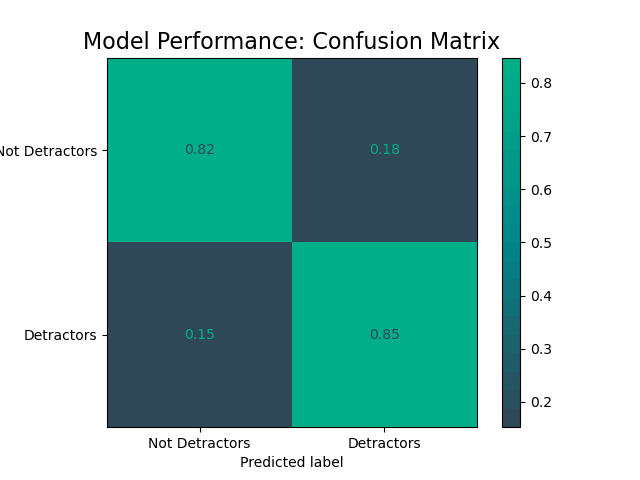 Model Performance: Confusion Matrix
Not Detractors
0.82
0.18
Detractors
0.15
0.85
Not Detractors
Detractors
Predicted label
0.8
0.7
0.6
0.5
0.4
0.3
0.2